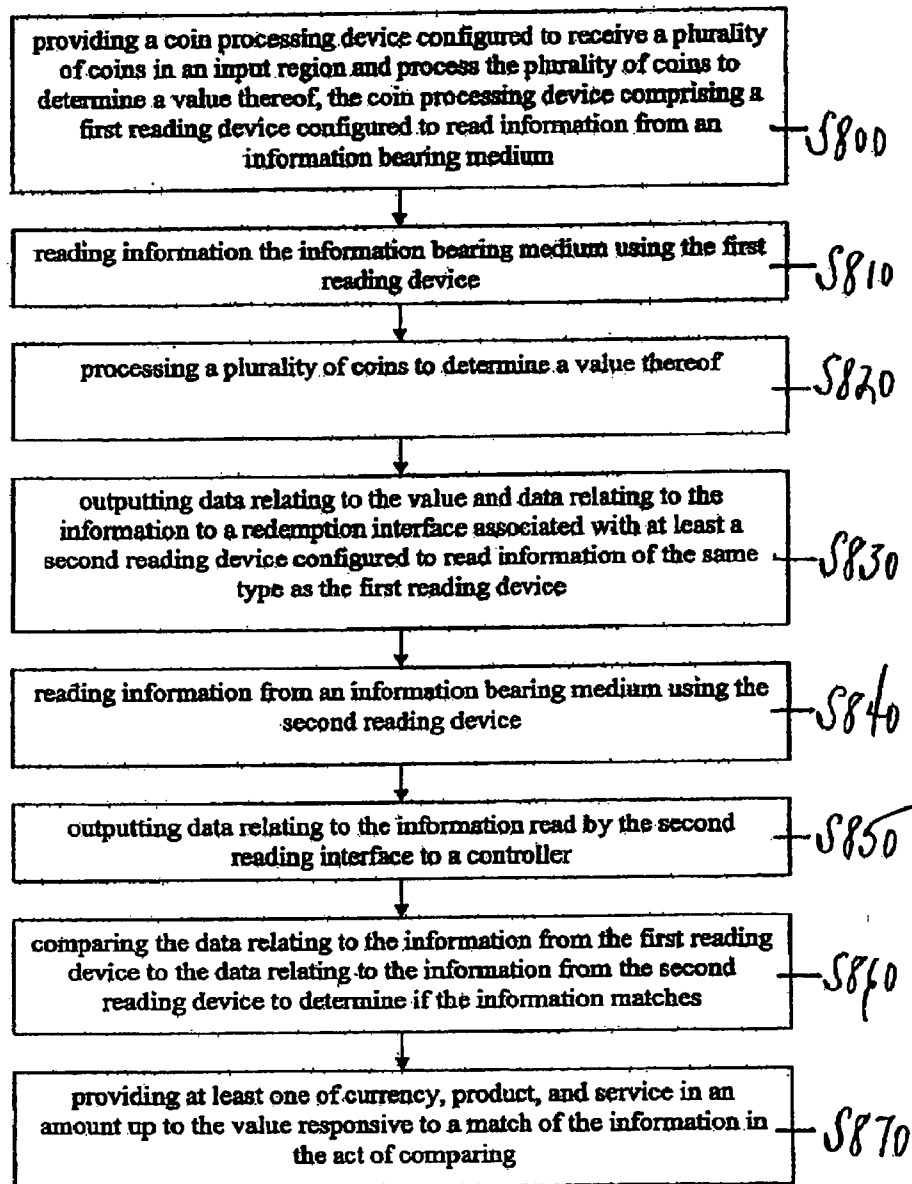 providing a coin processing device configured to receive a plurality
of coins in an input region and process the plurality of coins to
determine a value thereof, the coin processing device comprising a
first reading device configured to read information from an
information bearing medium
S800
reading information the information bearing medium using the first
reading device
S810
processing a plurality of coins to determine a value thereof
S820
outputting data relating to the value and data relating to the
information to a redemption interface associated with at least a
second reading device configured to read information of the same
type as the first reading device
S830
reading information from an information bearing medium using the
second reading device
S840
outputting data relating to the information read by the second
reading interface to a controller
S850
comparing the data relating to the information from the first reading
device to the data relating to the information from the second
reading device to determine if the information matches
S860
providing at least one of currency, product, and service in an
amount up to the value responsive to a match of the information in
the act of comparing
S870